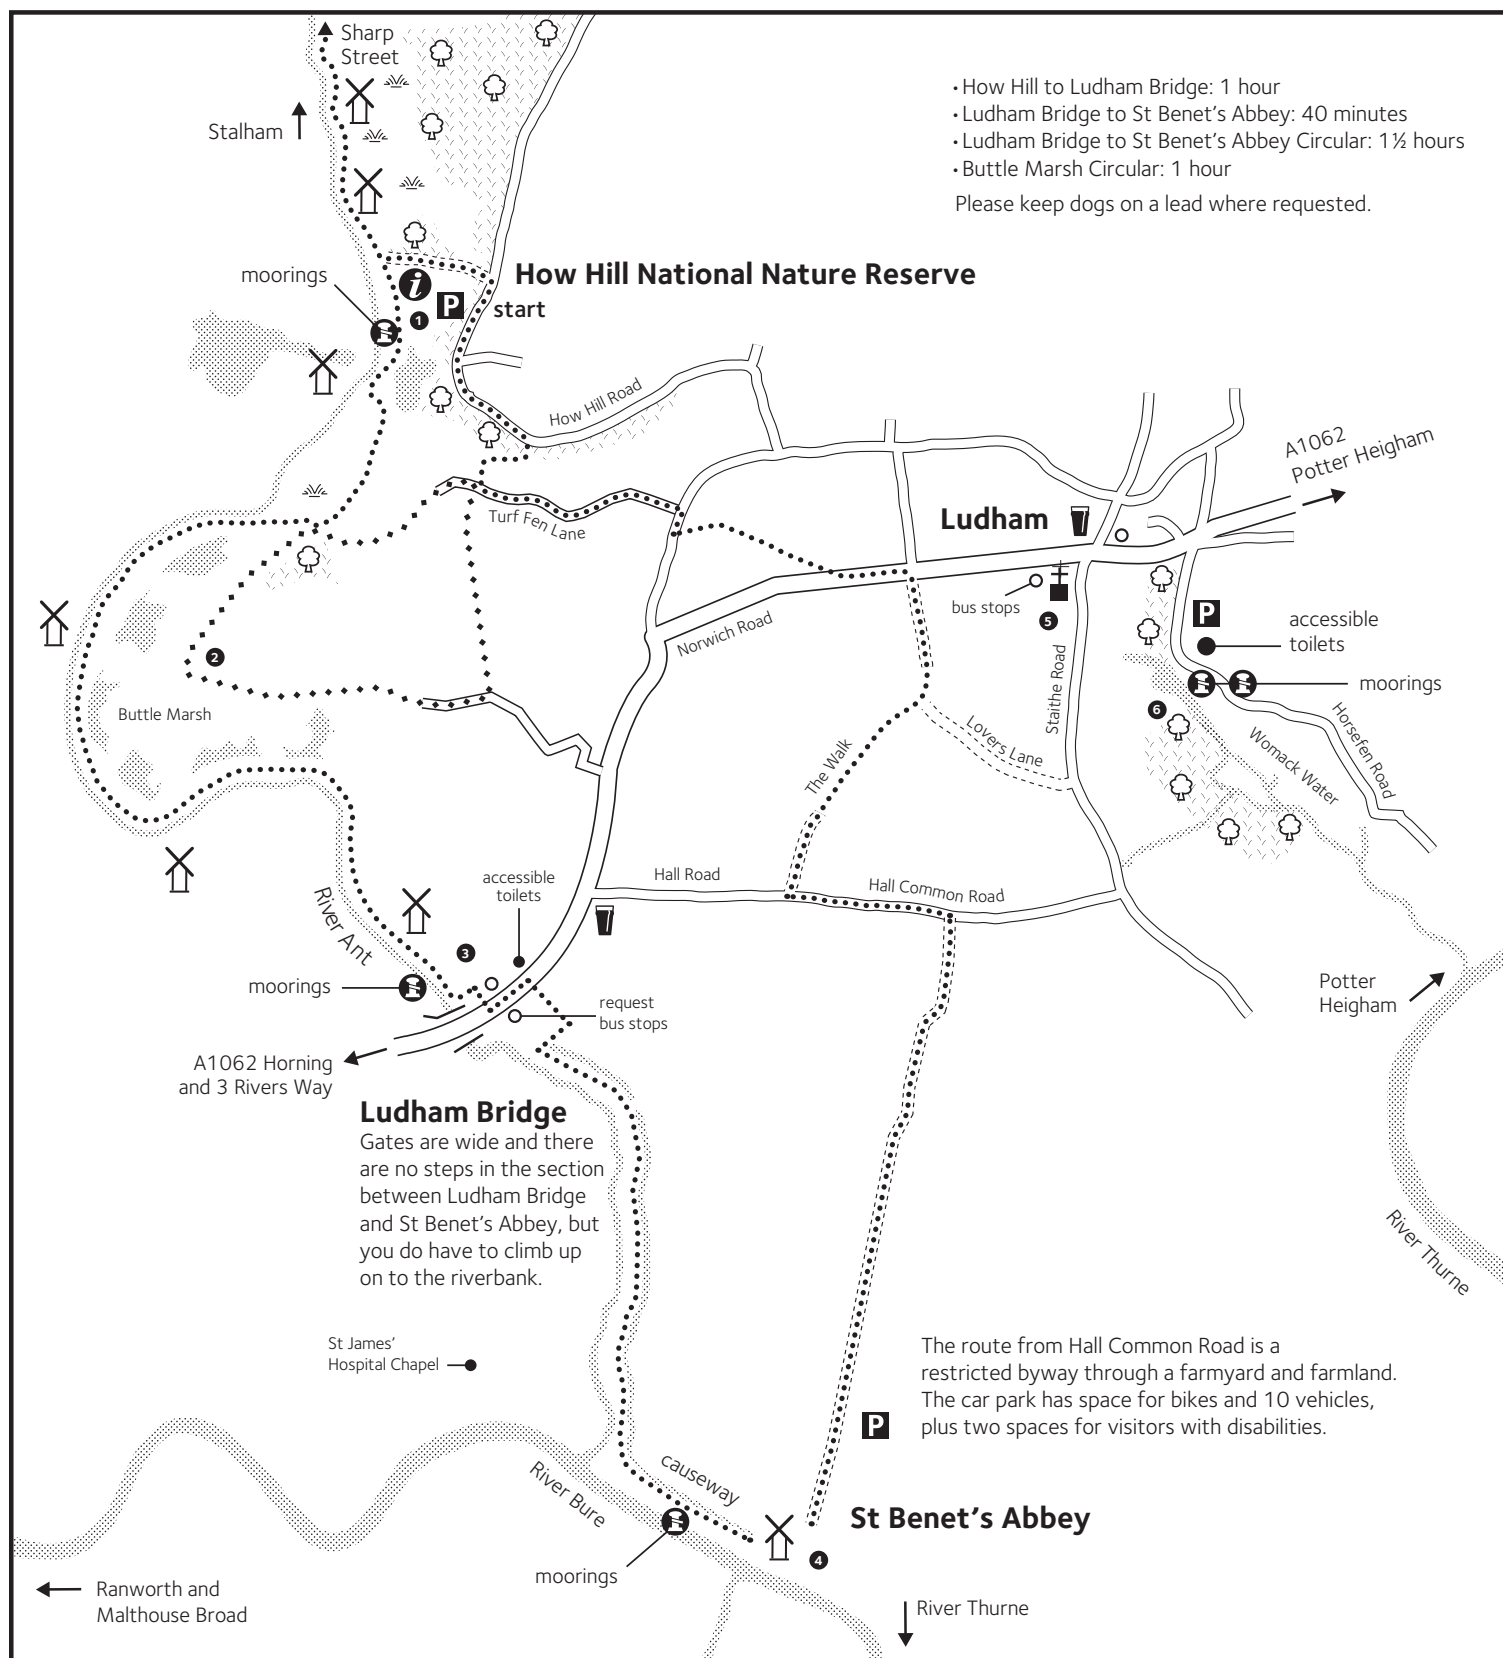 Sharp
Street
Stalham
• How Hill to Ludham Bridge: 1 hour
• Ludham Bridge to St Benet’s Abbey: 40 minutes
• Ludham Bridge to St Benet’s Abbey Circular: 1½ hours
• Buttle Marsh Circular: 1 hour
Please keep dogs on a lead where requested.
moorings
i
P
1
How Hill National Nature Reserve
start
How Hill Road
A1062
Potter Heigham
Turf Fen Lane
Ludham
bus stops
5
Norwich Road
Staithe Road
P
accessible
toilets
moorings
6
2
Buttle Marsh
Lovers Lane
The Walk
Womack Water
Horsefen Road
Hall Road
Hall Common Road
accessible
toilets
River Ant
3
moorings
request
bus stops
A1062 Horning
and 3 Rivers Way
Potter
Heigham
Ludham Bridge
Gates are wide and there
are no steps in the section
between Ludham Bridge
and St Benet’s Abbey, but
you do have to climb up
on to the riverbank.
River Thurne
St James’
Hospital Chapel
The route from Hall Common Road is a
restricted byway through a farmyard and farmland.
The car park has space for bikes and 10 vehicles,
plus two spaces for visitors with disabilities.
P
causeway
River Bure
St Benet’s Abbey
4
moorings
Ranworth and
Malthouse Broad
River Thurne